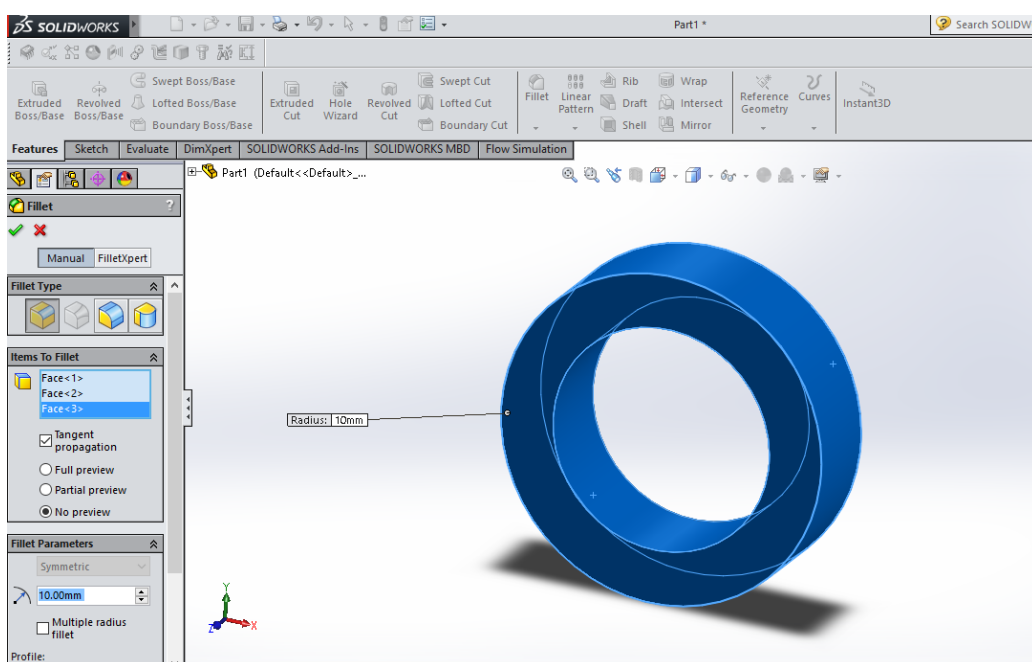 SOLIDWORKS
Part1 *
Search SOLIDW
Extruded Boss/Base
Revolved Boss/Base
Swept Boss/Base
Lofted Boss/Base
Boundary Boss/Base
Extruded Cut
Hole Wizard
Revolved Cut
Swept Cut
Lofted Cut
Boundary Cut
Fillet
Linear Pattern
Rib
Draft
Shell
Wrap
Intersect
Mirror
Reference Geometry
Curves
Instant3D
Features Sketch Evaluate DimXpert SOLIDWORKS Add-Ins SOLIDWORKS MBD Flow Simulation
Part1 (Default<<Default>_...
Fillet ?
Manual FilletXpert
Fillet Type
Items To Fillet
Face<1>
Face<2>
Face<3>
Tangent
propagation
Full preview
Partial preview
No preview
Fillet Parameters
Symmetric
10.00mm
Multiple radius
fillet
Profile:
Radius: 10mm
Y
Z
X